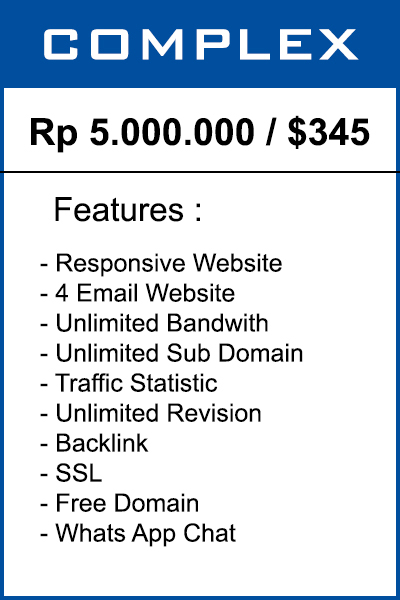 COMPLEX
Rp 5.000.000 / $345
Features :
- Responsive Website
- 4 Email Website
- Unlimited Bandwith
- Unlimited Sub Domain
- Traffic Statistic
- Unlimited Revision
- Backlink
- SSL
- Free Domain
- Whats App Chat